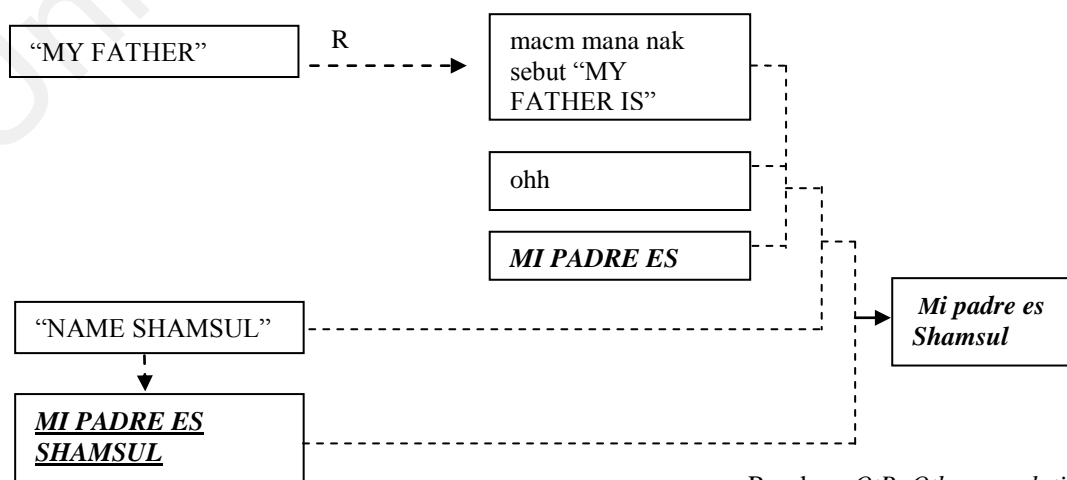 “MY FATHER”
R
macm mana nak
sebut “MY
FATHER IS”
ohh
MI PADRE ES
“NAME SHAMSUL”
Mi padre es
Shamsul
MI PADRE ES
SHAMSUL